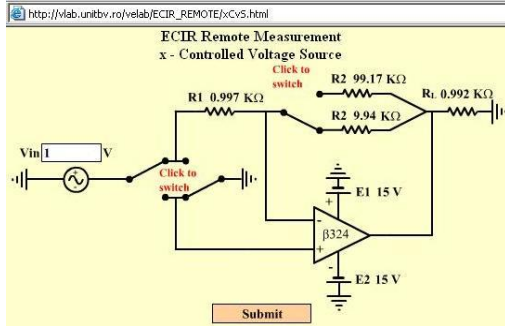 http://vlab.unitbv.ro/velab/ECIR_REMOTE/xCvS.html
ECIR Remote Measurement
x - Controlled Voltage Source
Click to
switch
R2 99.17 KΩ
R1 0.997 KΩ
RL 0.992 KΩ
R2 9.94 KΩ
Vin 1 V
Click to
switch
E1 15 V
+
-
β324
+
-
E2 15 V
Submit